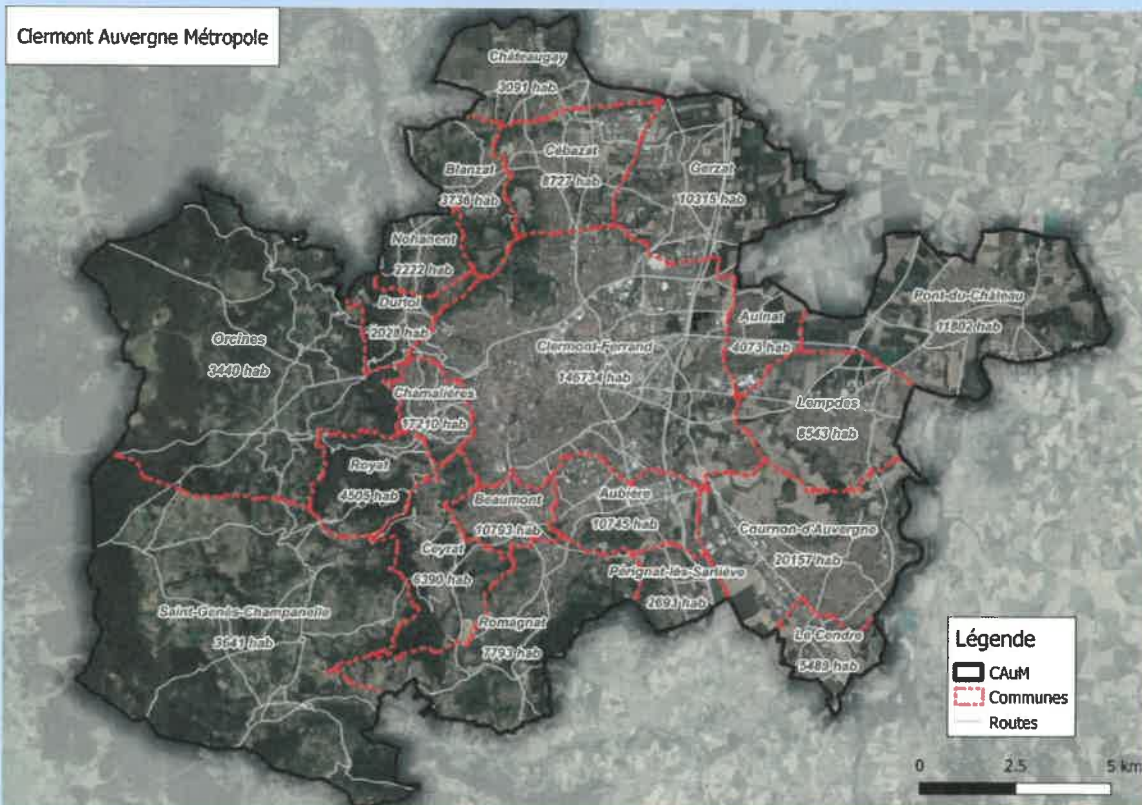 Clermont Auvergne Métropole
Châteaugay
3091 hab
Cébazat
8727 hab
Gerzat
10315 hab
Blanzat
3736 hab
Nohanent
2222 hab
Durtol
2028 hab
Orcines
3440 hab
Clermont-Ferrand
146734 hab
Aulnat
4073 hab
Pont-du-Château
11802 hab
Chamalières
17210 hab
Lempdes
8543 hab
Royat
4505 hab
Beaumont
10793 hab
Aubière
10745 hab
Cournon-d'Auvergne
20157 hab
Ceyrat
6390 hab
Pérignat-lès-Sarliève
2693 hab
Saint-Genès-Champanelle
3641 hab
Romagnat
7793 hab
Le Cendre
5489 hab
Légende
CAuM
Communes
Routes
0 2.5 5 km